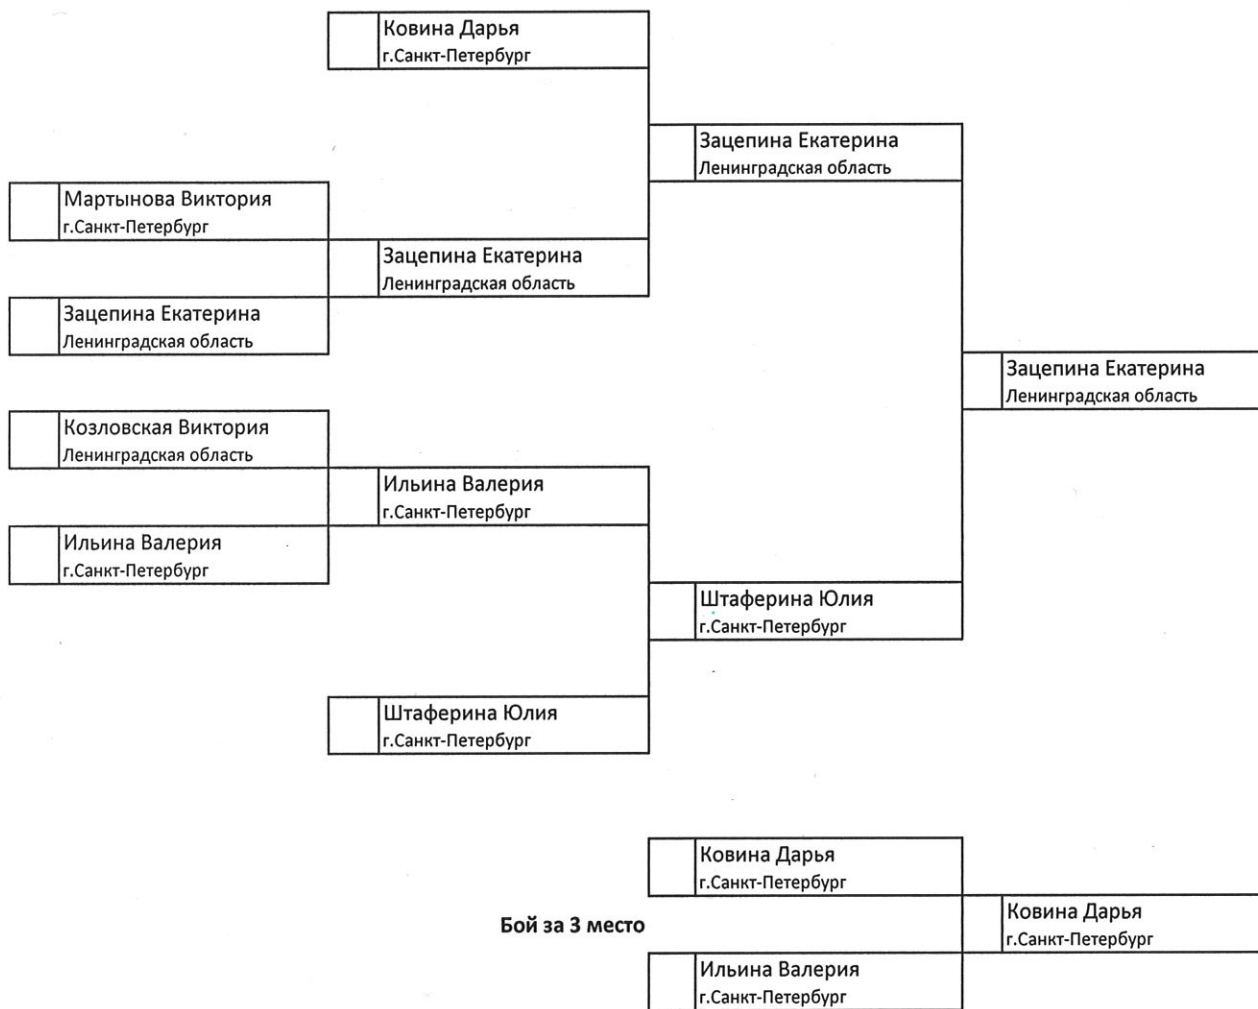 Ковина Дарья
г.Санкт-Петербург
Зацепина Екатерина
Ленинградская область
Мартынова Виктория
г.Санкт-Петербург
Зацепина Екатерина
Ленинградская область
Зацепина Екатерина
Ленинградская область
Зацепина Екатерина
Ленинградская область
Козловская Виктория
Ленинградская область
Ильина Валерия
г.Санкт-Петербург
Ильина Валерия
г.Санкт-Петербург
Штаферина Юлия
г.Санкт-Петербург
Штаферина Юлия
г.Санкт-Петербург
Ковина Дарья
г.Санкт-Петербург
Бой за 3 место
Ковина Дарья
г.Санкт-Петербург
Ильина Валерия
г.Санкт-Петербург